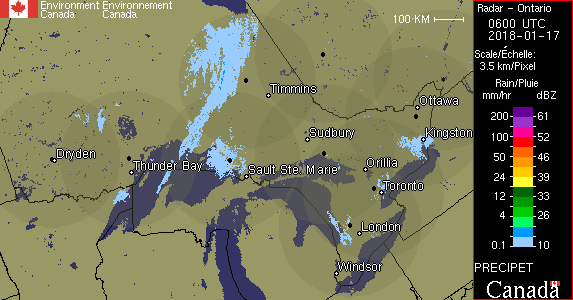 Environment Environnement
Canada Canada
100 KM
Timmins
Ottawa
Sudbury
Kingston
Dryden
Thunder Bay
Sault Ste. Marie
Orillia
Toronto
London
Windsor
Radar - Ontario
0600 UTC
2018-01-17
Scale/Échelle:
3.5 km/Pixel
Rain/Pluie
mm/hr dBZ
200 61
100 52
50 46
24 39
12 33
4 26
1 20
0.1 10
PRECIPET
Canada